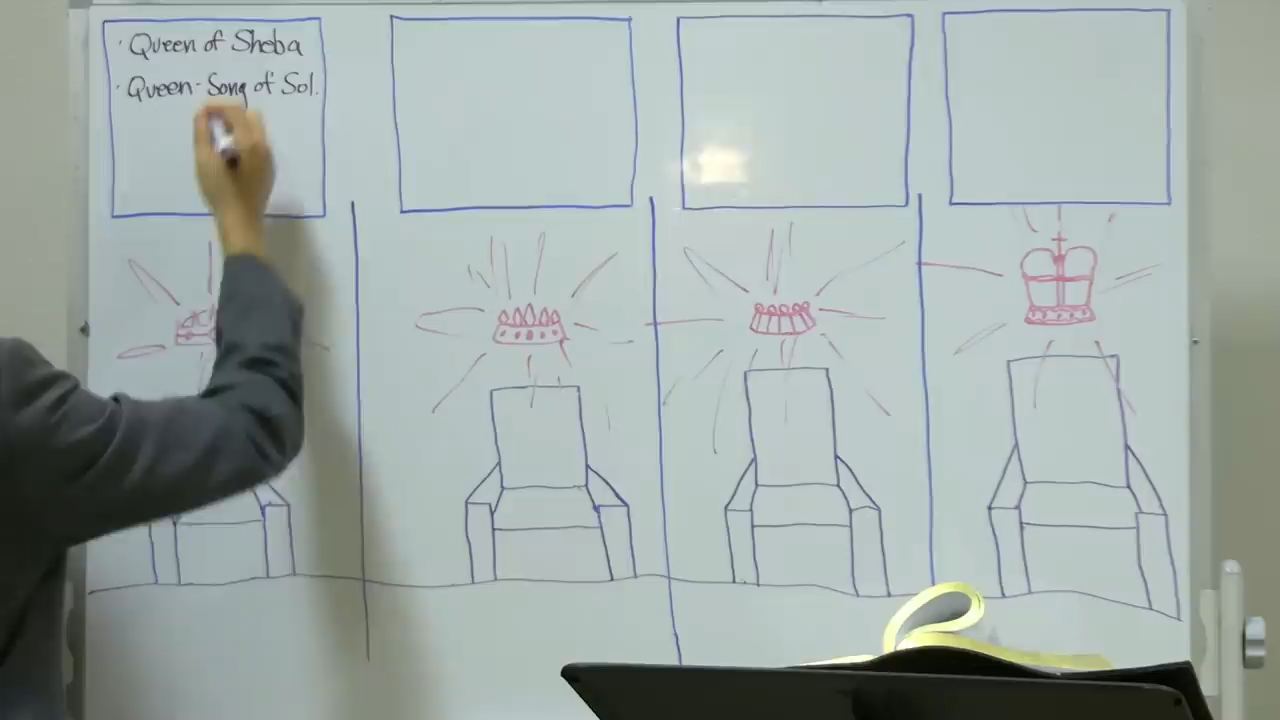 · Queen of Sheba
· Queen - Song of Sol.